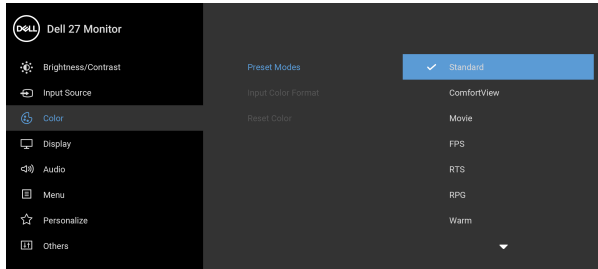 DELL Dell 27 Monitor
Brightness/Contrast
Input Source
Color
Display
Audio
Menu
Personalize
Others
Preset Modes
Input Color Format
Reset Color
Standard
ComfortView
Movie
FPS
RTS
RPG
Warm